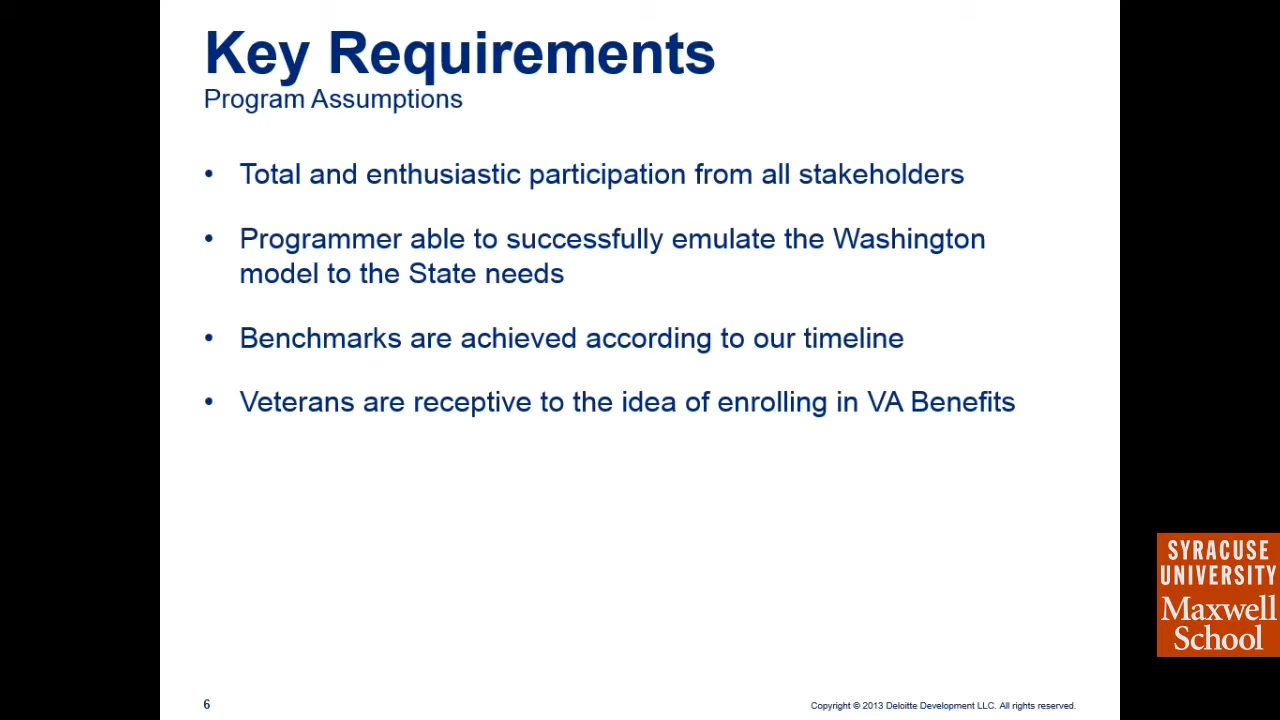 Key Requirements
Program Assumptions
• Total and enthusiastic participation from all stakeholders
• Programmer able to successfully emulate the Washington
model to the State needs
• Benchmarks are achieved according to our timeline
• Veterans are receptive to the idea of enrolling in VA Benefits
SYRACUSE
UNIVERSITY
Maxwell
School
6
Copyright © 2013 Deloitte Development LLC. All rights reserved.